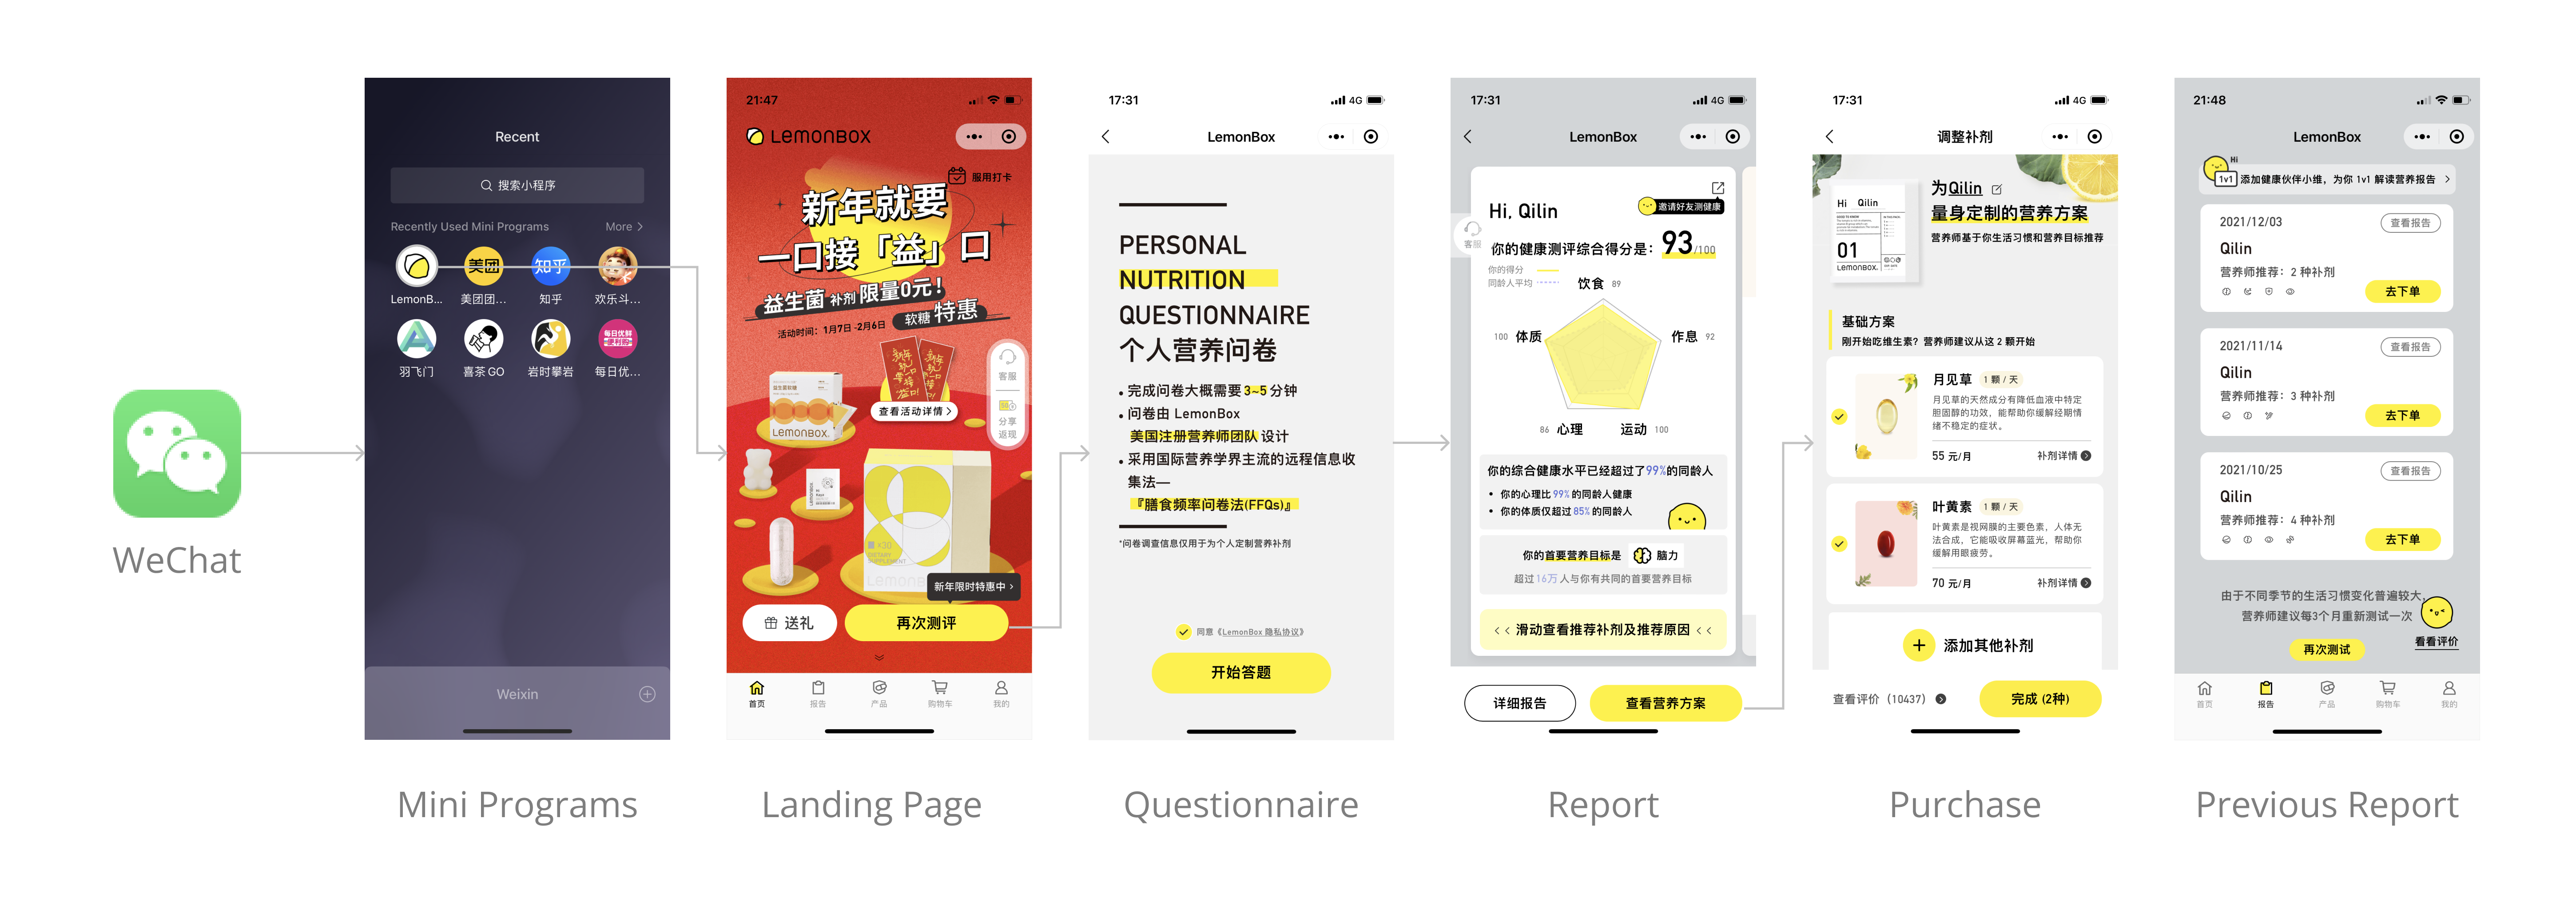 WeChat
Recent
搜索小程序
Recently Used Mini Programs
More
LemonB...
美团
美团团...
知乎
知乎
欢乐斗...
羽飞门
喜茶GO
岩时攀岩
每日优鲜
便利购
每日优...
Weixin
Mini Programs
21:47
LEMONBOX
服用打卡
新年就要
一口接「益」口
益生菌 补剂 限量0元!
软糖 特惠
活动时间: 1月7日-2月6日
客服
分享
返现
查看活动详情
LEMONBOX.
x30
DIETARY
SUPPLEMENT
新年限时特惠中
送礼
再次测评
首页
报告
产品
购物车
我的
Landing Page
17:31
4G
LemonBox
PERSONAL
NUTRITION
QUESTIONNAIRE
个人营养问卷
• 完成问卷大概需要 3~5 分钟
• 问卷由 LemonBox
美国注册营养师团队 设计
• 采用国际营养学界主流的远程信息收
集法—
『膳食频率问卷法(FFQs)』
*问卷调查信息仅用于为个人定制营养补剂
同意《LemonBox 隐私协议》
开始答题
Questionnaire
17:31
4G
LemonBox
客服
Hi, Qilin
邀请好友测健康
你的健康测评综合得分是: 93/100
你的得分
同龄人平均
饮食 89
100 体质
作息 92
86 心理
运动 100
你的综合健康水平已经超过了99%的同龄人
• 你的心理比 99% 的同龄人健康
• 你的体质仅超过 85% 的同龄人
你的首要营养目标是 脑力
超过16万 人与你有共同的首要营养目标
滑动查看推荐补剂及推荐原因
详细报告
查看营养方案
Report
17:31
4G
调整补剂
Hi Qilin
01
LEMONBOX.
为Qilin
量身定制的营养方案
营养师基于你生活习惯和营养目标推荐
基础方案
刚开始吃维生素? 营养师建议从这 2 颗开始
月见草 1 颗 / 天
月见草的天然成分有降低血液中特定
胆固醇的功效, 能帮助你缓解经期情
绪不稳定的症状。
55 元/月
补剂详情
叶黄素 1 颗 / 天
叶黄素是视网膜的主要色素, 人体无
法合成, 它能吸收屏幕蓝光, 帮助你
缓解用眼疲劳。
70 元/月
补剂详情
添加其他补剂
查看评价 (10437)
完成 (2种)
Purchase
21:48
LemonBox
Hi
1v1
添加健康伙伴小维, 为你 1v1 解读营养报告
2021/12/03
查看报告
Qilin
营养师推荐: 2 种补剂
去下单
2021/11/14
查看报告
Qilin
营养师推荐: 3 种补剂
去下单
2021/10/25
查看报告
Qilin
营养师推荐: 4 种补剂
去下单
由于不同季节的生活习惯变化普遍较大,
营养师建议每3个月重新测试一次
再次测试
看看评价
首页
报告
产品
购物车
我的
Previous Report